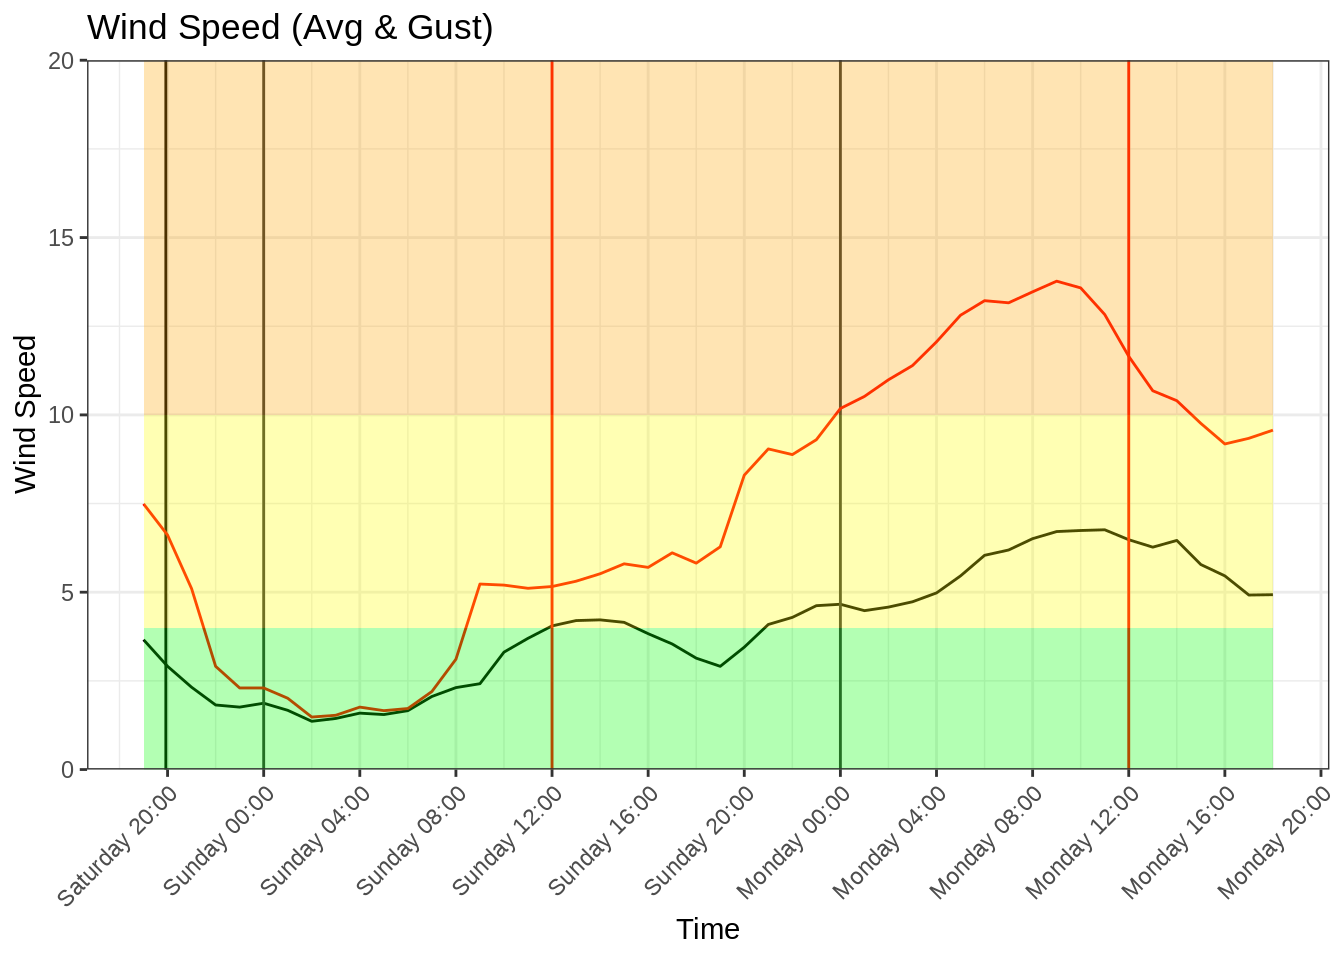 Wind Speed (Avg & Gust)
20
15
10
5
0
Wind Speed
Saturday 20:00
Sunday 00:00
Sunday 04:00
Sunday 08:00
Sunday 12:00
Sunday 16:00
Sunday 20:00
Monday 00:00
Monday 04:00
Monday 08:00
Monday 12:00
Monday 16:00
Monday 20:00
Time